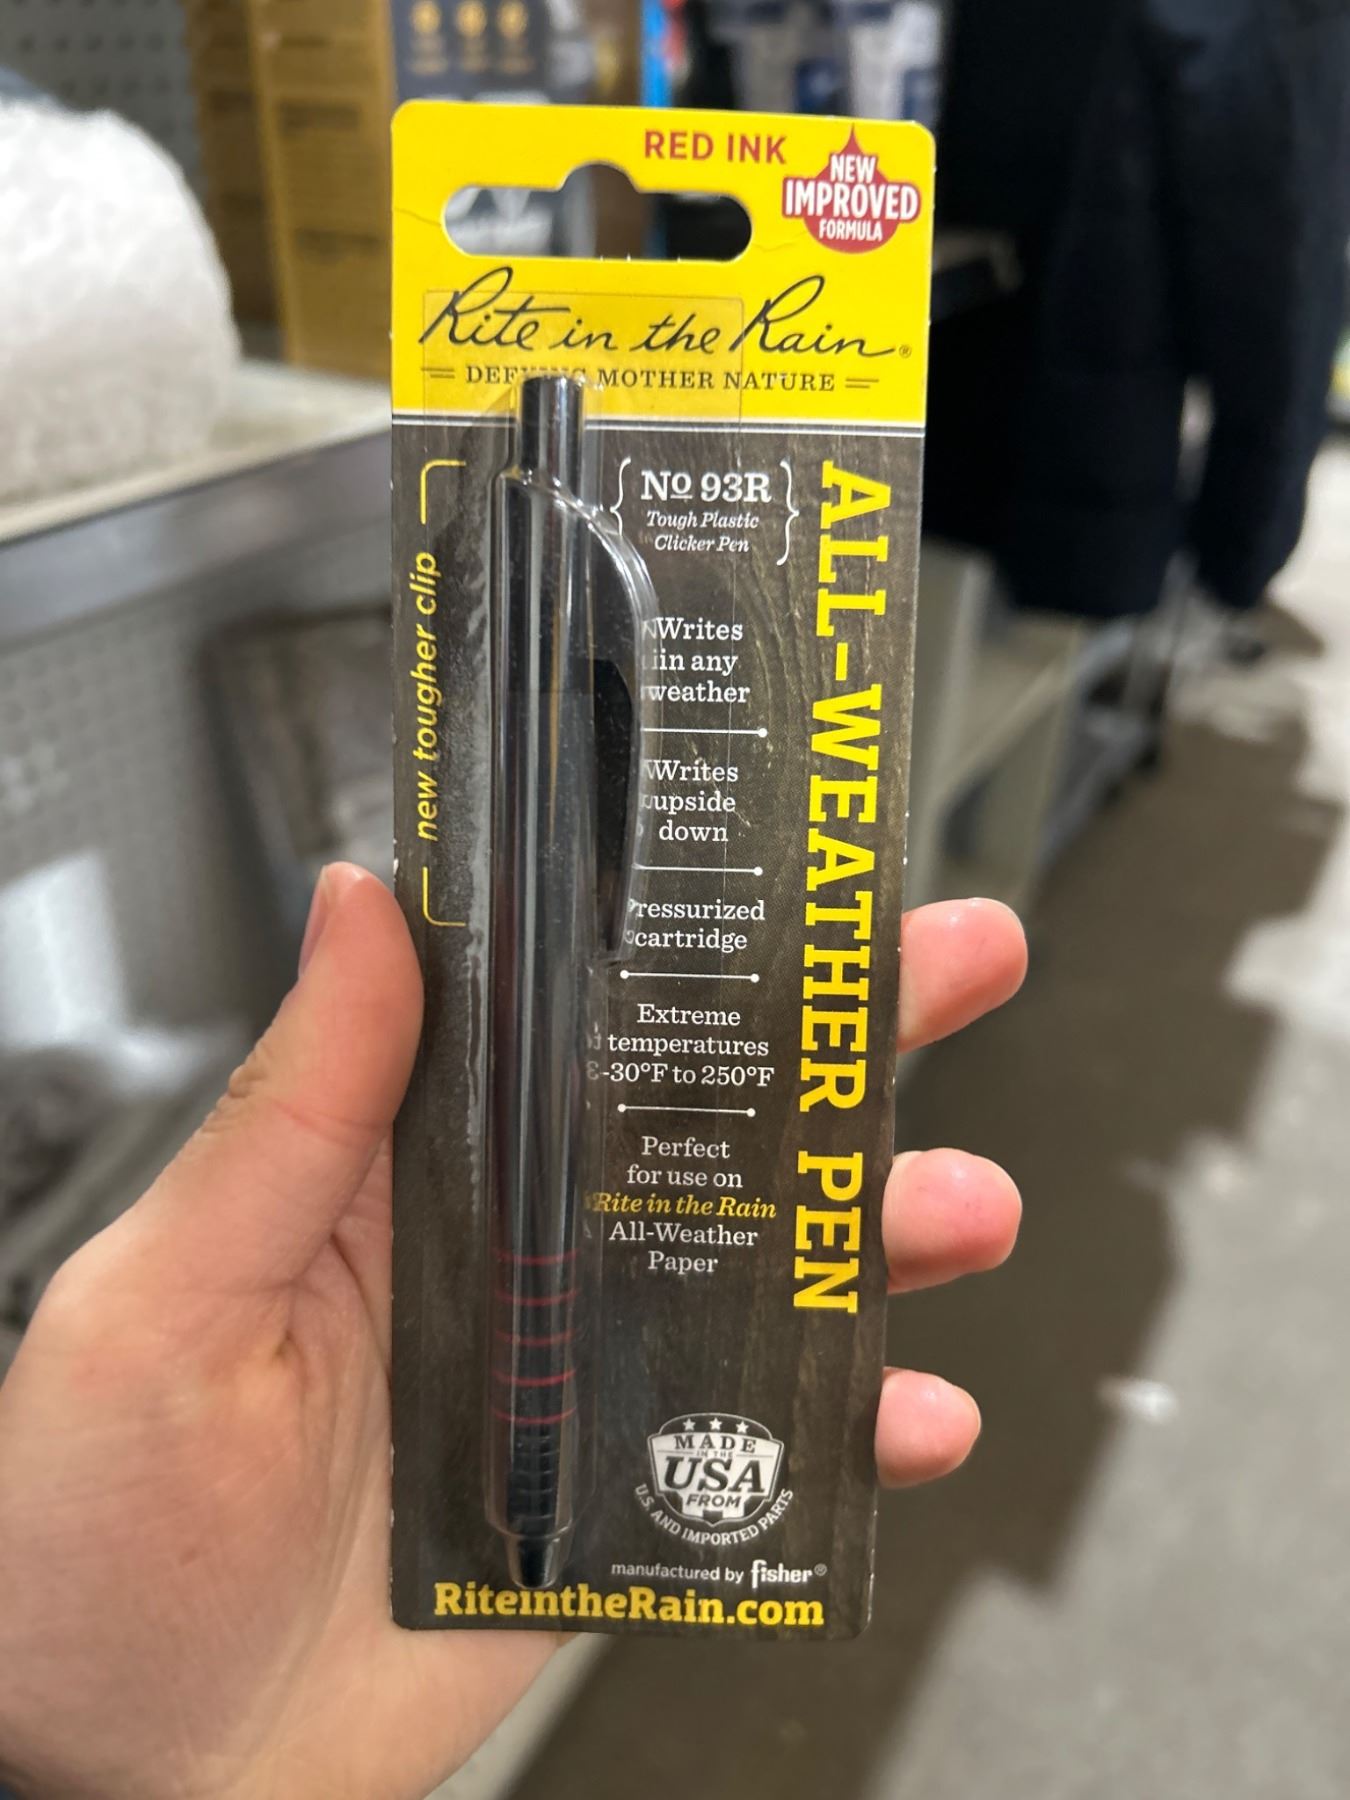 RED INK
NEW
IMPROVED
FORMULA
Rite in the Rain®
DEFYING MOTHER NATURE
No 93R
Tough Plastic
Clicker Pen
new tougher clip
ALL-WEATHER PEN
Writes
in any
weather
Writes
upside
down
Pressurized
cartridge
Extreme
temperatures
-30°F to 250°F
Perfect
for use on
Rite in the Rain
All-Weather
Paper
MADE
IN THE
USA
FROM
U.S. AND IMPORTED PARTS
manufactured by fisher®
RiteintheRain.com